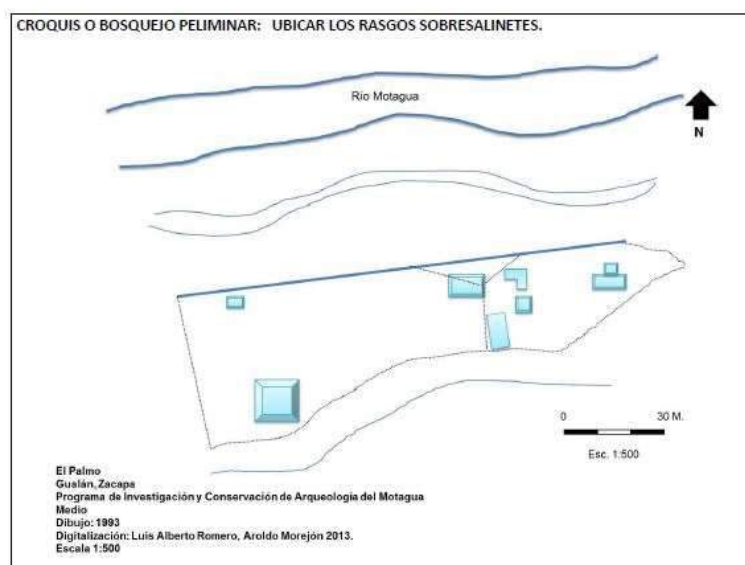 CROQUIS O BOSQUEJO PELIMINAR: UBICAR LOS RASGOS SOBRESALINETES.
Río Motagua
N
0 30 M.
Esc. 1:500
El Palmo
Guslán, Zacapa
Programa de Investigación y Conservación de Arqueología del Motagua
Medio
Dibujo: 1993
Digitalización: Luis Alberto Romero, Aroldo Morejón 2013.
Escala 1:500